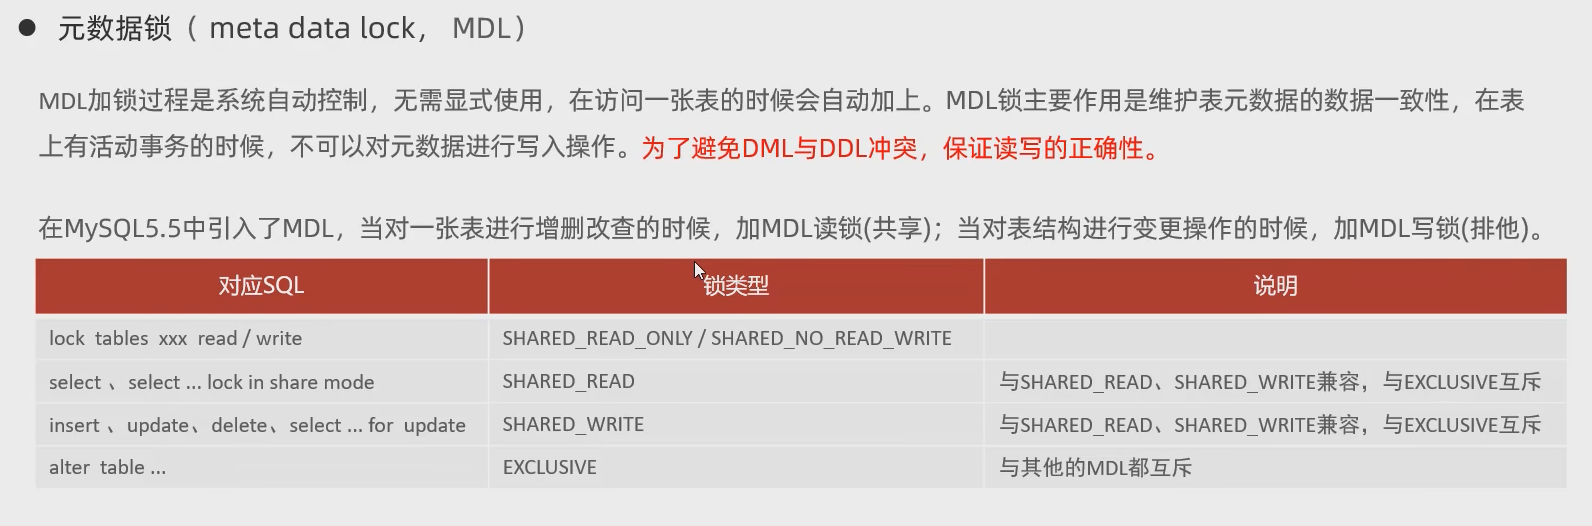 ● 元数据锁（ meta data lock， MDL）
MDL加锁过程是系统自动控制，无需显式使用，在访问一张表的时候会自动加上。MDL锁主要作用是维护表元数据的数据一致性，在表
上有活动事务的时候，不可以对元数据进行写入操作。为了避免DML与DDL冲突，保证读写的正确性。
在MySQL5.5中引入了MDL，当对一张表进行增删改查的时候，加MDL读锁(共享)；当对表结构进行变更操作的时候，加MDL写锁(排他)。
对应SQL 锁类型 说明
lock tables xxx read / write SHARED_READ_ONLY / SHARED_NO_READ_WRITE
select 、select ... lock in share mode SHARED_READ 与SHARED_READ、SHARED_WRITE兼容，与EXCLUSIVE互斥
insert 、update、delete、select ... for update SHARED_WRITE 与SHARED_READ、SHARED_WRITE兼容，与EXCLUSIVE互斥
alter table ... EXCLUSIVE 与其他的MDL都互斥